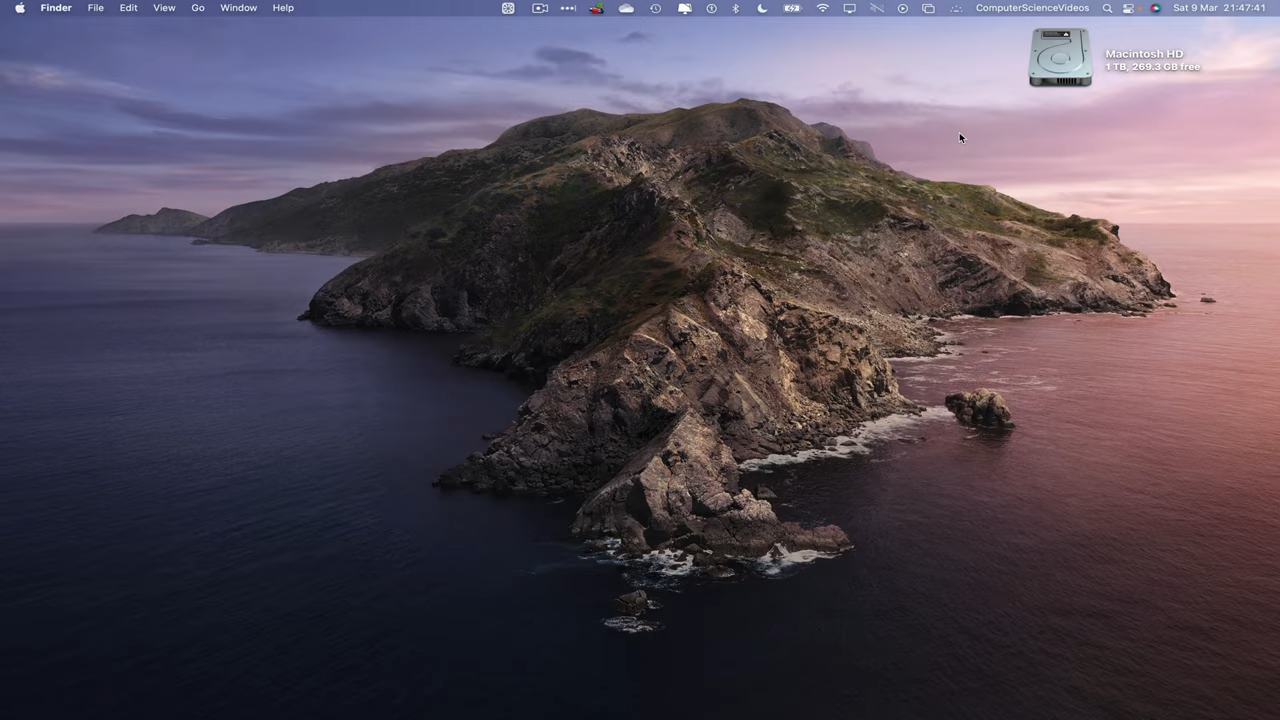 Finder File Edit View Go Window Help ComputerScienceVideos Sat 9 Mar 21:47:41
Macintosh HD
1 TB, 269.3 GB free